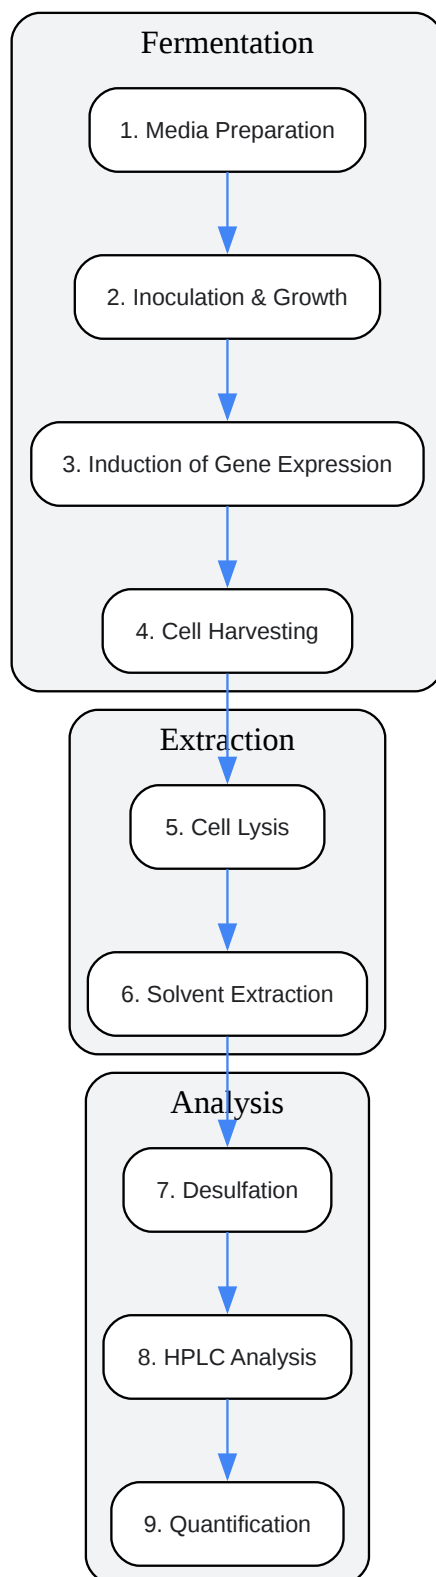 Fermentation
1. Media Preparation
2. Inoculation & Growth
3. Induction of Gene Expression
4. Cell Harvesting
Extraction
5. Cell Lysis
6. Solvent Extraction
Analysis
7. Desulfation
8. HPLC Analysis
9. Quantification